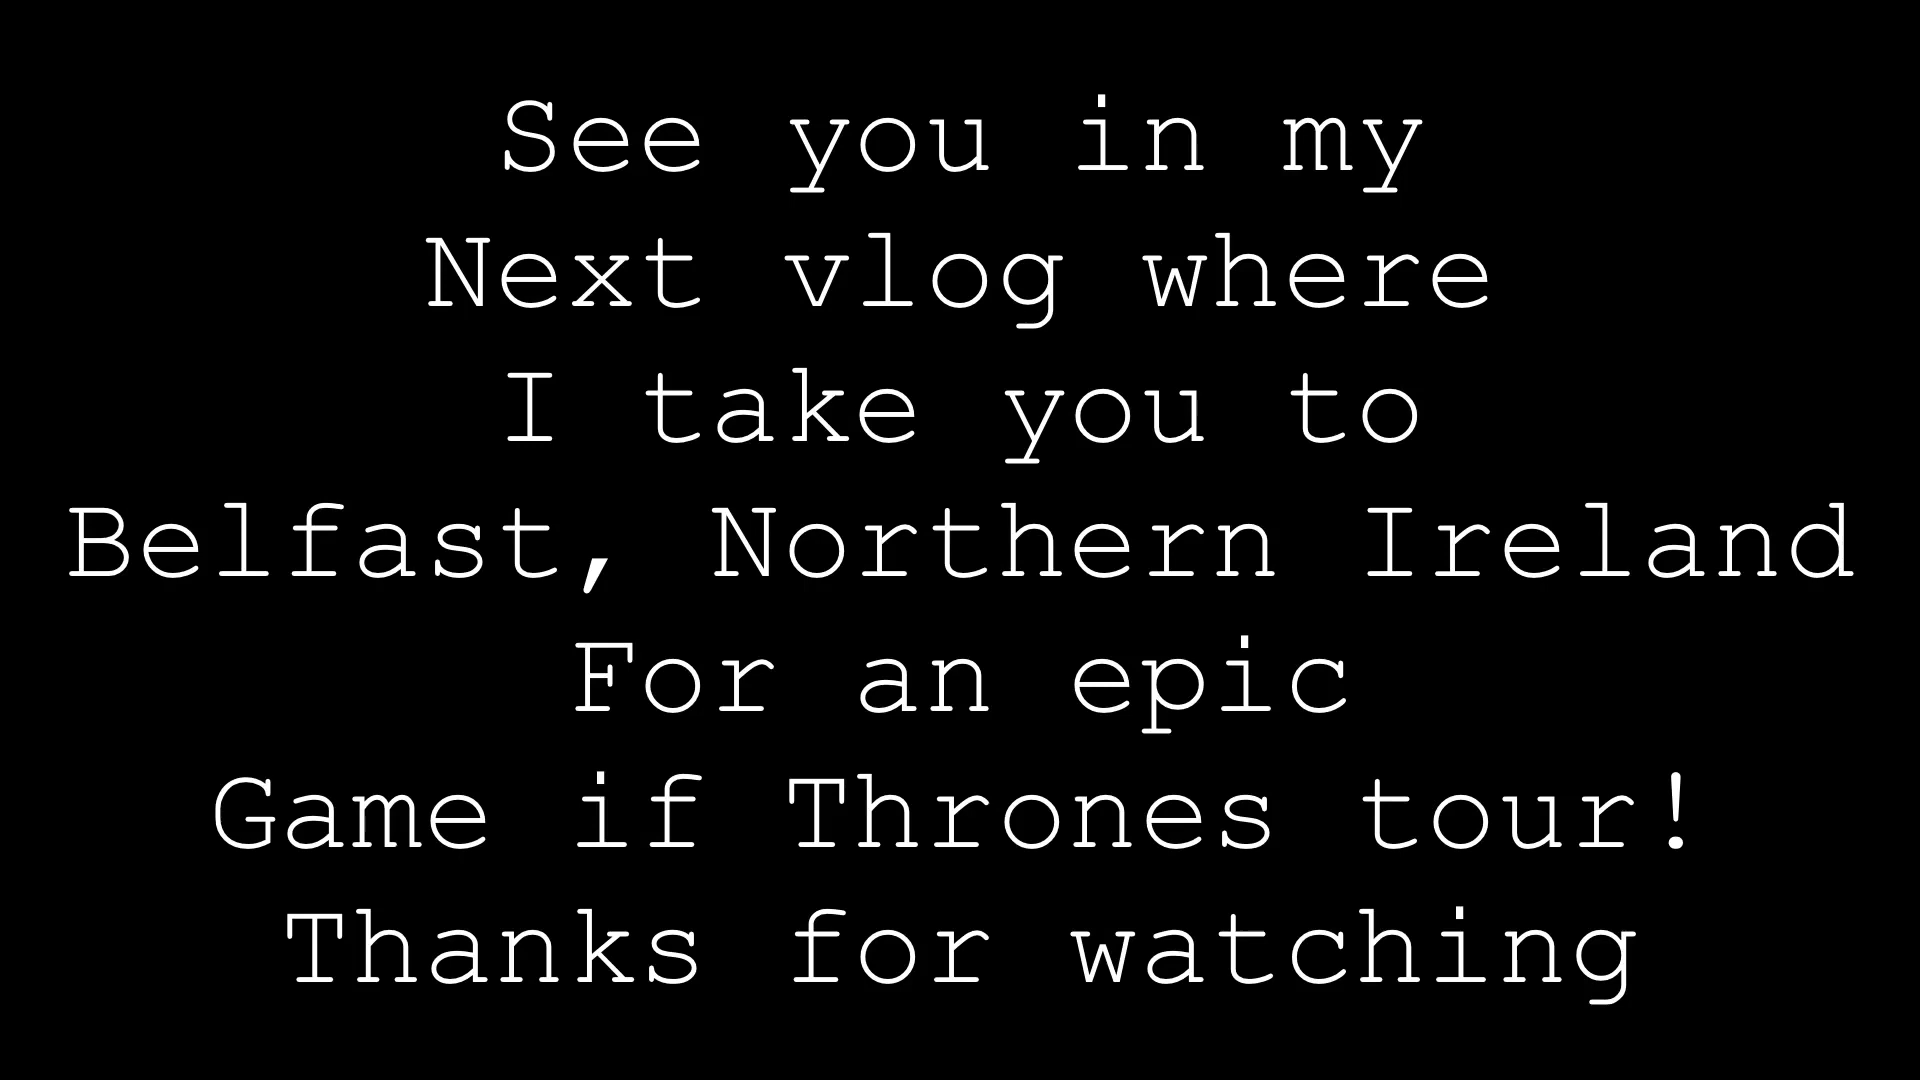 See you in my
Next vlog where
I take you to
Belfast, Northern Ireland
For an epic
Game if Thrones tour!
Thanks for watching